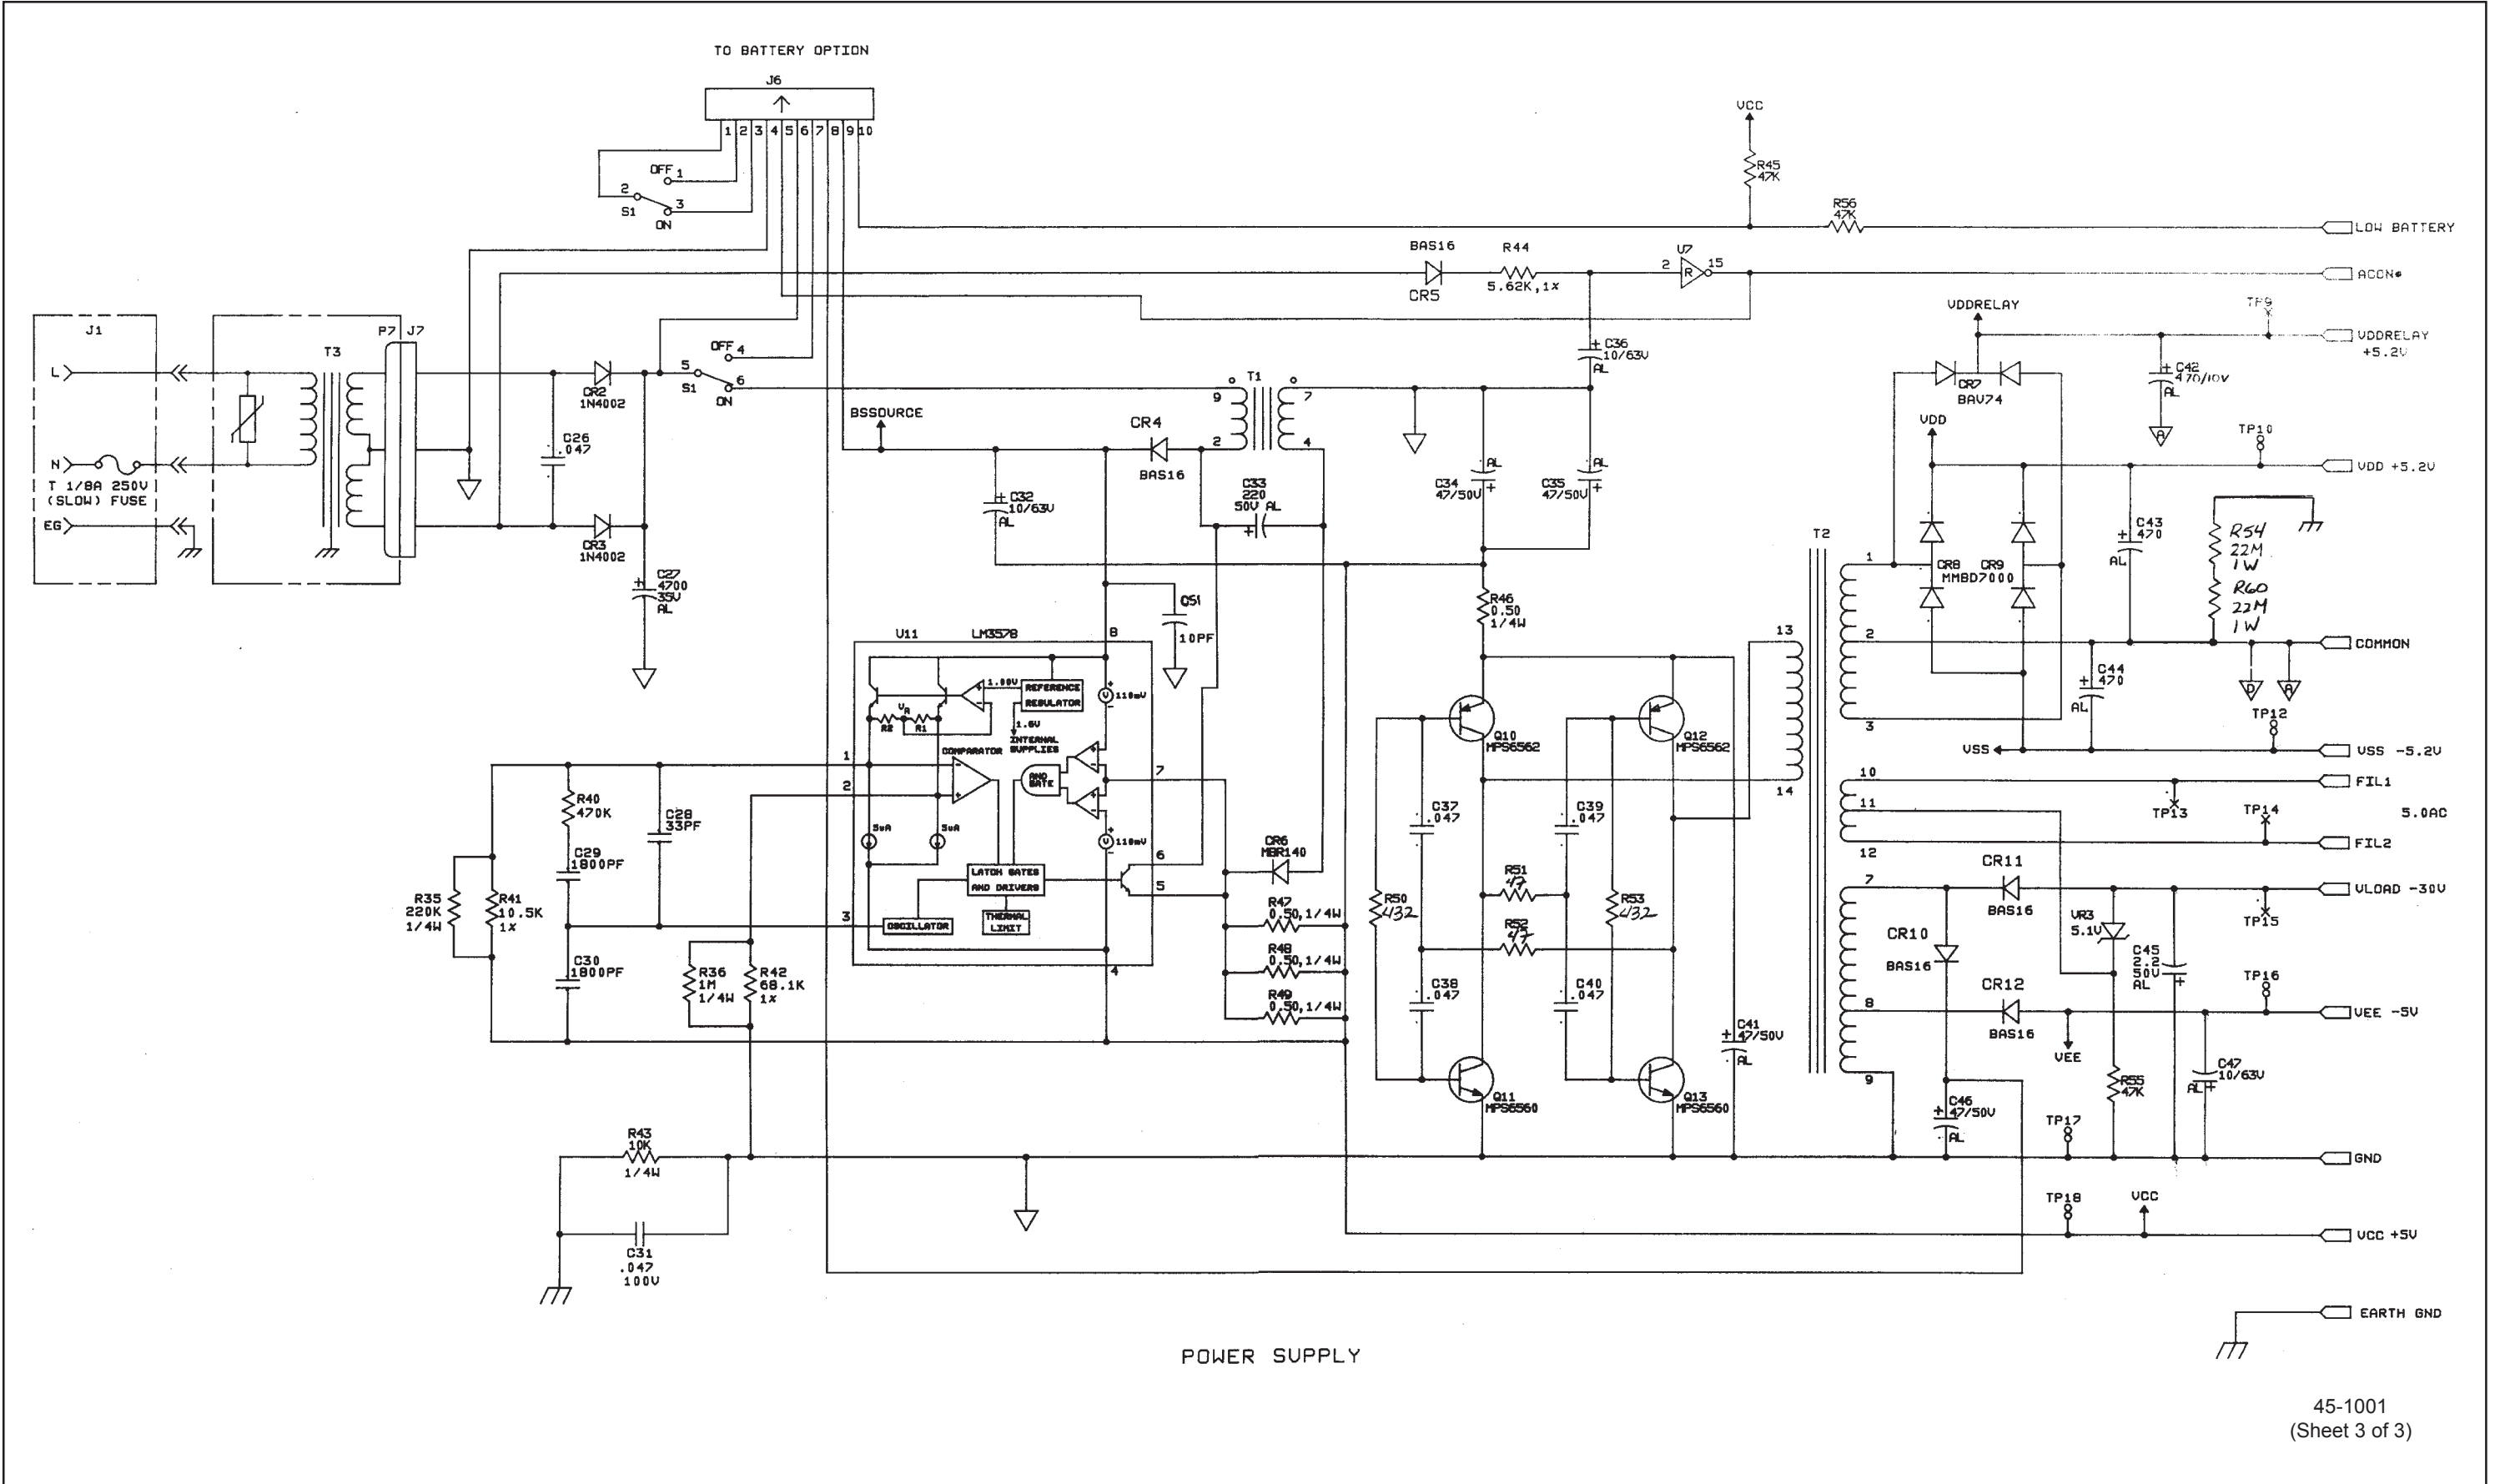 TO BATTERY OPTION
J6
1 2 3 4 5 6 7 8 9 10
OFF 1
2
3
S1
ON
VCC
R45
47K
R56
47K
LOW BATTERY
BAS16
CR5
R44
5.62K,1%
U7
2 R 15
ACCN*
VDDRELAY
TP9
VDDRELAY
+5.2V
J1
L
N
T 1/8A 250V
(SLOW) FUSE
EG
T3
P7 J7
CR2
1N4002
C26
.047
CR3
1N4002
C27
4700
35V
AL
OFF 4
5
6
S1
ON
BSSOURCE
CR4
BAS16
T1
9
7
2
4
+ C36
10/63V
AL
+ C32
10/63V
AL
C33
220
50V AL
AL
C34
47/50V +
AL
C35
47/50V +
CR7
BAV74
+ C42
470/10V
AL
A
VDD
TP10
VDD +5.2V
C43
+ 470
AL
R54
22M
1W
R60
22M
1W
T2
CR8 CR9
MMBD7000
1
2
3
COMMON
D
A
C44
+ 470
AL
TP12
VSS
VSS -5.2V
R46
0.50
1/4W
C51
10PF
U11 LM3578
8
1.00V
REFERENCE
REGULATOR
VR
R2 R1
1.6V
INTERNAL
SUPPLIES
+
V 110mV
-
COMPARATOR
AND
GATE
1
2
7
5uA
5uA
V 110mV
6
5
LATCH GATES
AND DRIVERS
THERMAL
LIMIT
3
OSCILLATOR
4
R40
470K
C28
33PF
C29
1800PF
R35
220K
1/4W
R41
10.5K
1%
C30
1800PF
R36
1M
1/4W
R42
68.1K
1%
CR6
MBR140
R47
0.50,1/4W
R48
0.50,1/4W
R49
0.50,1/4W
Q10
MPS6562
Q12
MPS6562
13
14
C37
.047
C39
.047
R50
432
R51
47
R52
47
R53
432
C38
.047
C40
.047
C41
+ 47/50V
AL
Q11
MPS6560
Q13
MPS6560
10
11
12
TP13
TP14
FIL1
5.0AC
FIL2
7
CR11
BAS16
VLOAD -30V
TP15
VR3
5.1V
C45
2.2
50V
AL
+
CR10
BAS16
8
CR12
BAS16
TP16
VEE -5V
VEE
9
R55
47K
C47
10/63V
AL +
C46
+ 47/50V
AL
TP17
GND
R43
10K
1/4W
C31
.047
100V
TP18
VCC
VCC +5V
EARTH GND
POWER SUPPLY
45-1001
(Sheet 3 of 3)